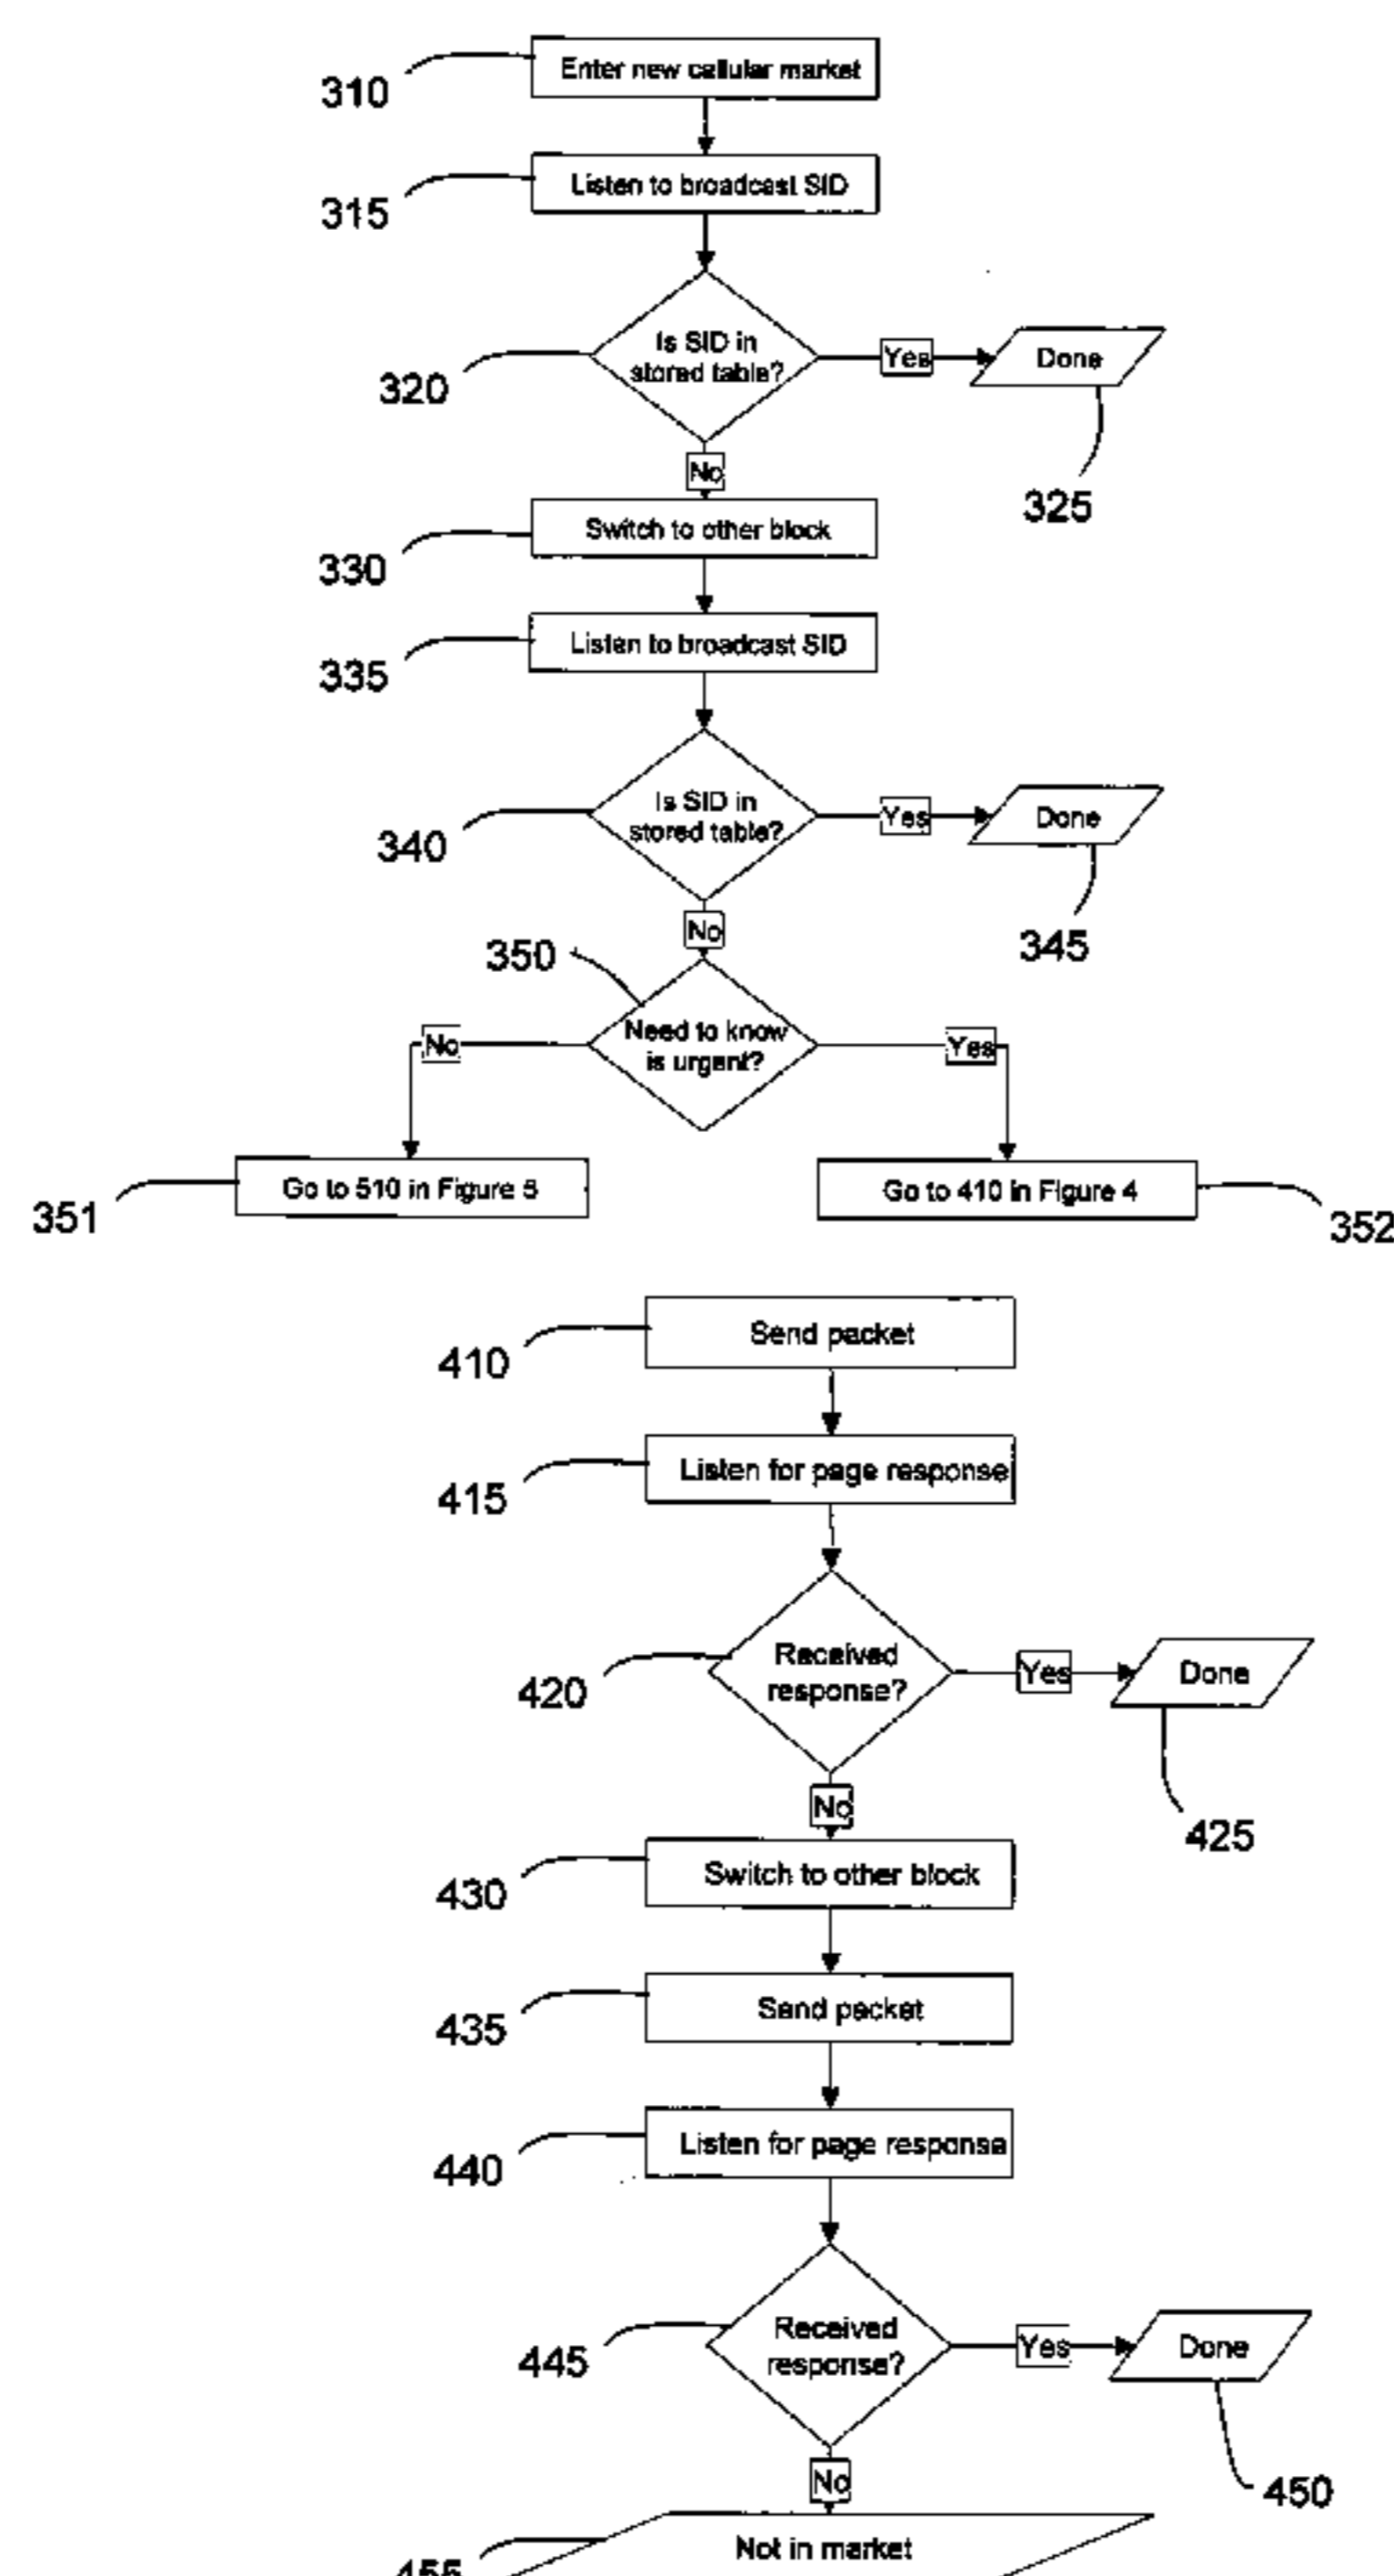 310
Enter new cellular market
315
Listen to broadcast SID
320
Is SID in
stored table?
Yes
Done
325
No
330
Switch to other block
335
Listen to broadcast SID
340
Is SID in
stored table?
Yes
Done
345
No
350
Need to know
is urgent?
No
Yes
351
Go to 510 in Figure 5
Go to 410 in Figure 4
352
410
Send packet
415
Listen for page response
420
Received
response?
Yes
Done
425
No
430
Switch to other block
435
Send packet
440
Listen for page response
445
Received
response?
Yes
Done
450
No
455
Not in market